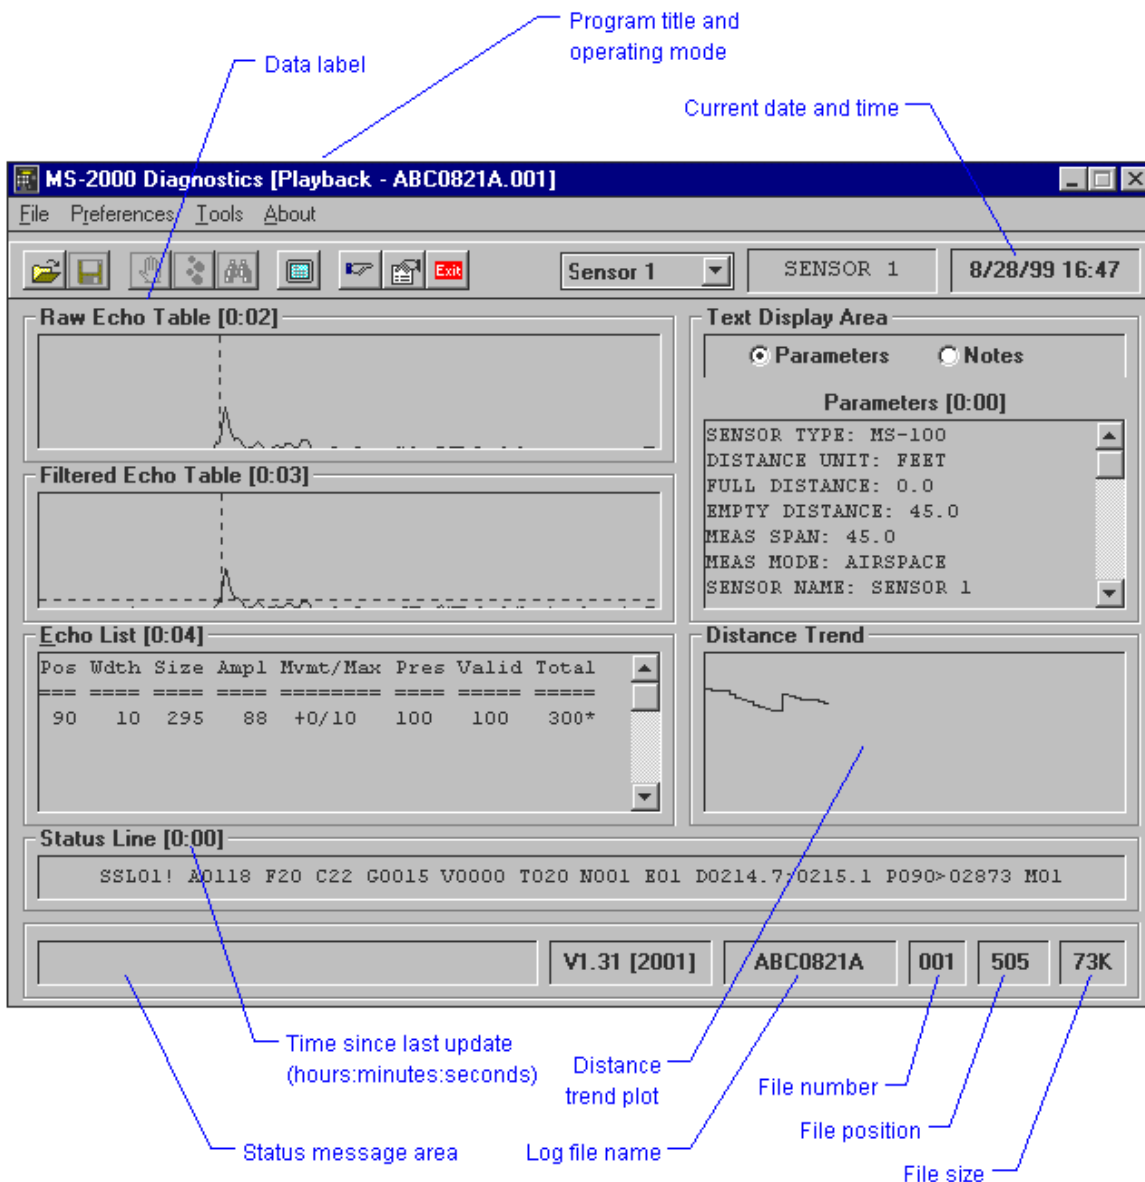 Program title and
operating mode
Data label
Current date and time
MS-2000 Diagnostics [Playback - ABC0821A.001]
File Preferences Tools About
Exit
Sensor 1
SENSOR 1
8/28/99 16:47
Raw Echo Table [0:02]
Filtered Echo Table [0:03]
Echo List [0:04]
Pos Wdth Size Ampl Mvmt/Max Pres Valid Total
=== ==== ==== ==== ======== ==== ===== =====
90 10 295 88 +0/10 100 100 300*
Text Display Area
Parameters Notes
Parameters [0:00]
SENSOR TYPE: MS-100
DISTANCE UNIT: FEET
FULL DISTANCE: 0.0
EMPTY DISTANCE: 45.0
MEAS SPAN: 45.0
MEAS MODE: AIRSPACE
SENSOR NAME: SENSOR 1
Distance Trend
Status Line [0:00]
SSL01! A0118 F20 C22 G0015 V0000 T020 N001 E01 D0214.7:0215.1 P090>02873 M01
V1.31 [2001]
ABC0821A
001
505
73K
Time since last update
(hours:minutes:seconds)
Distance
trend plot
File number
File position
Status message area
Log file name
File size